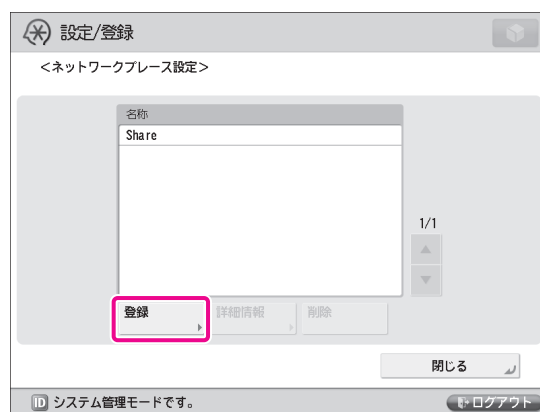 設定/登録
＜ネットワークプレース設定＞
名称
Share
1/1
登録 詳細情報 削除
閉じる
ID システム管理モードです。 ログアウト